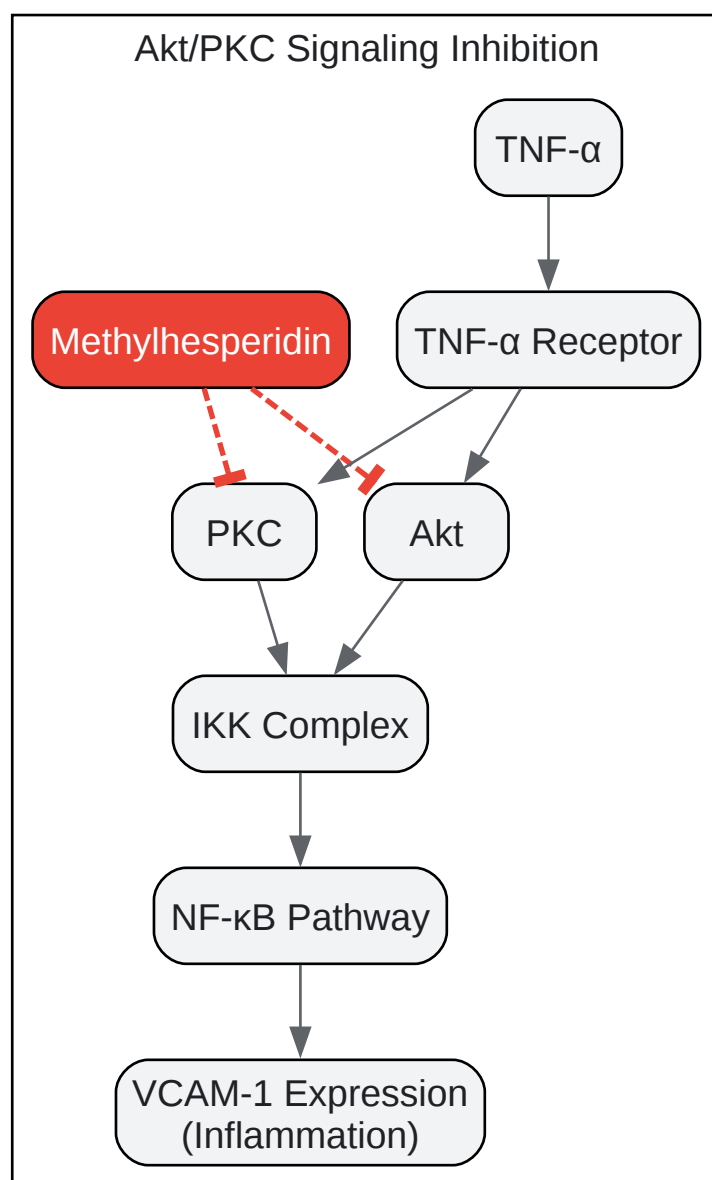 Akt/PKC Signaling Inhibition
TNF-α
Methylhesperidin
TNF-α Receptor
PKC
Akt
IKK Complex
NF-κB Pathway
VCAM-1 Expression
(Inflammation)